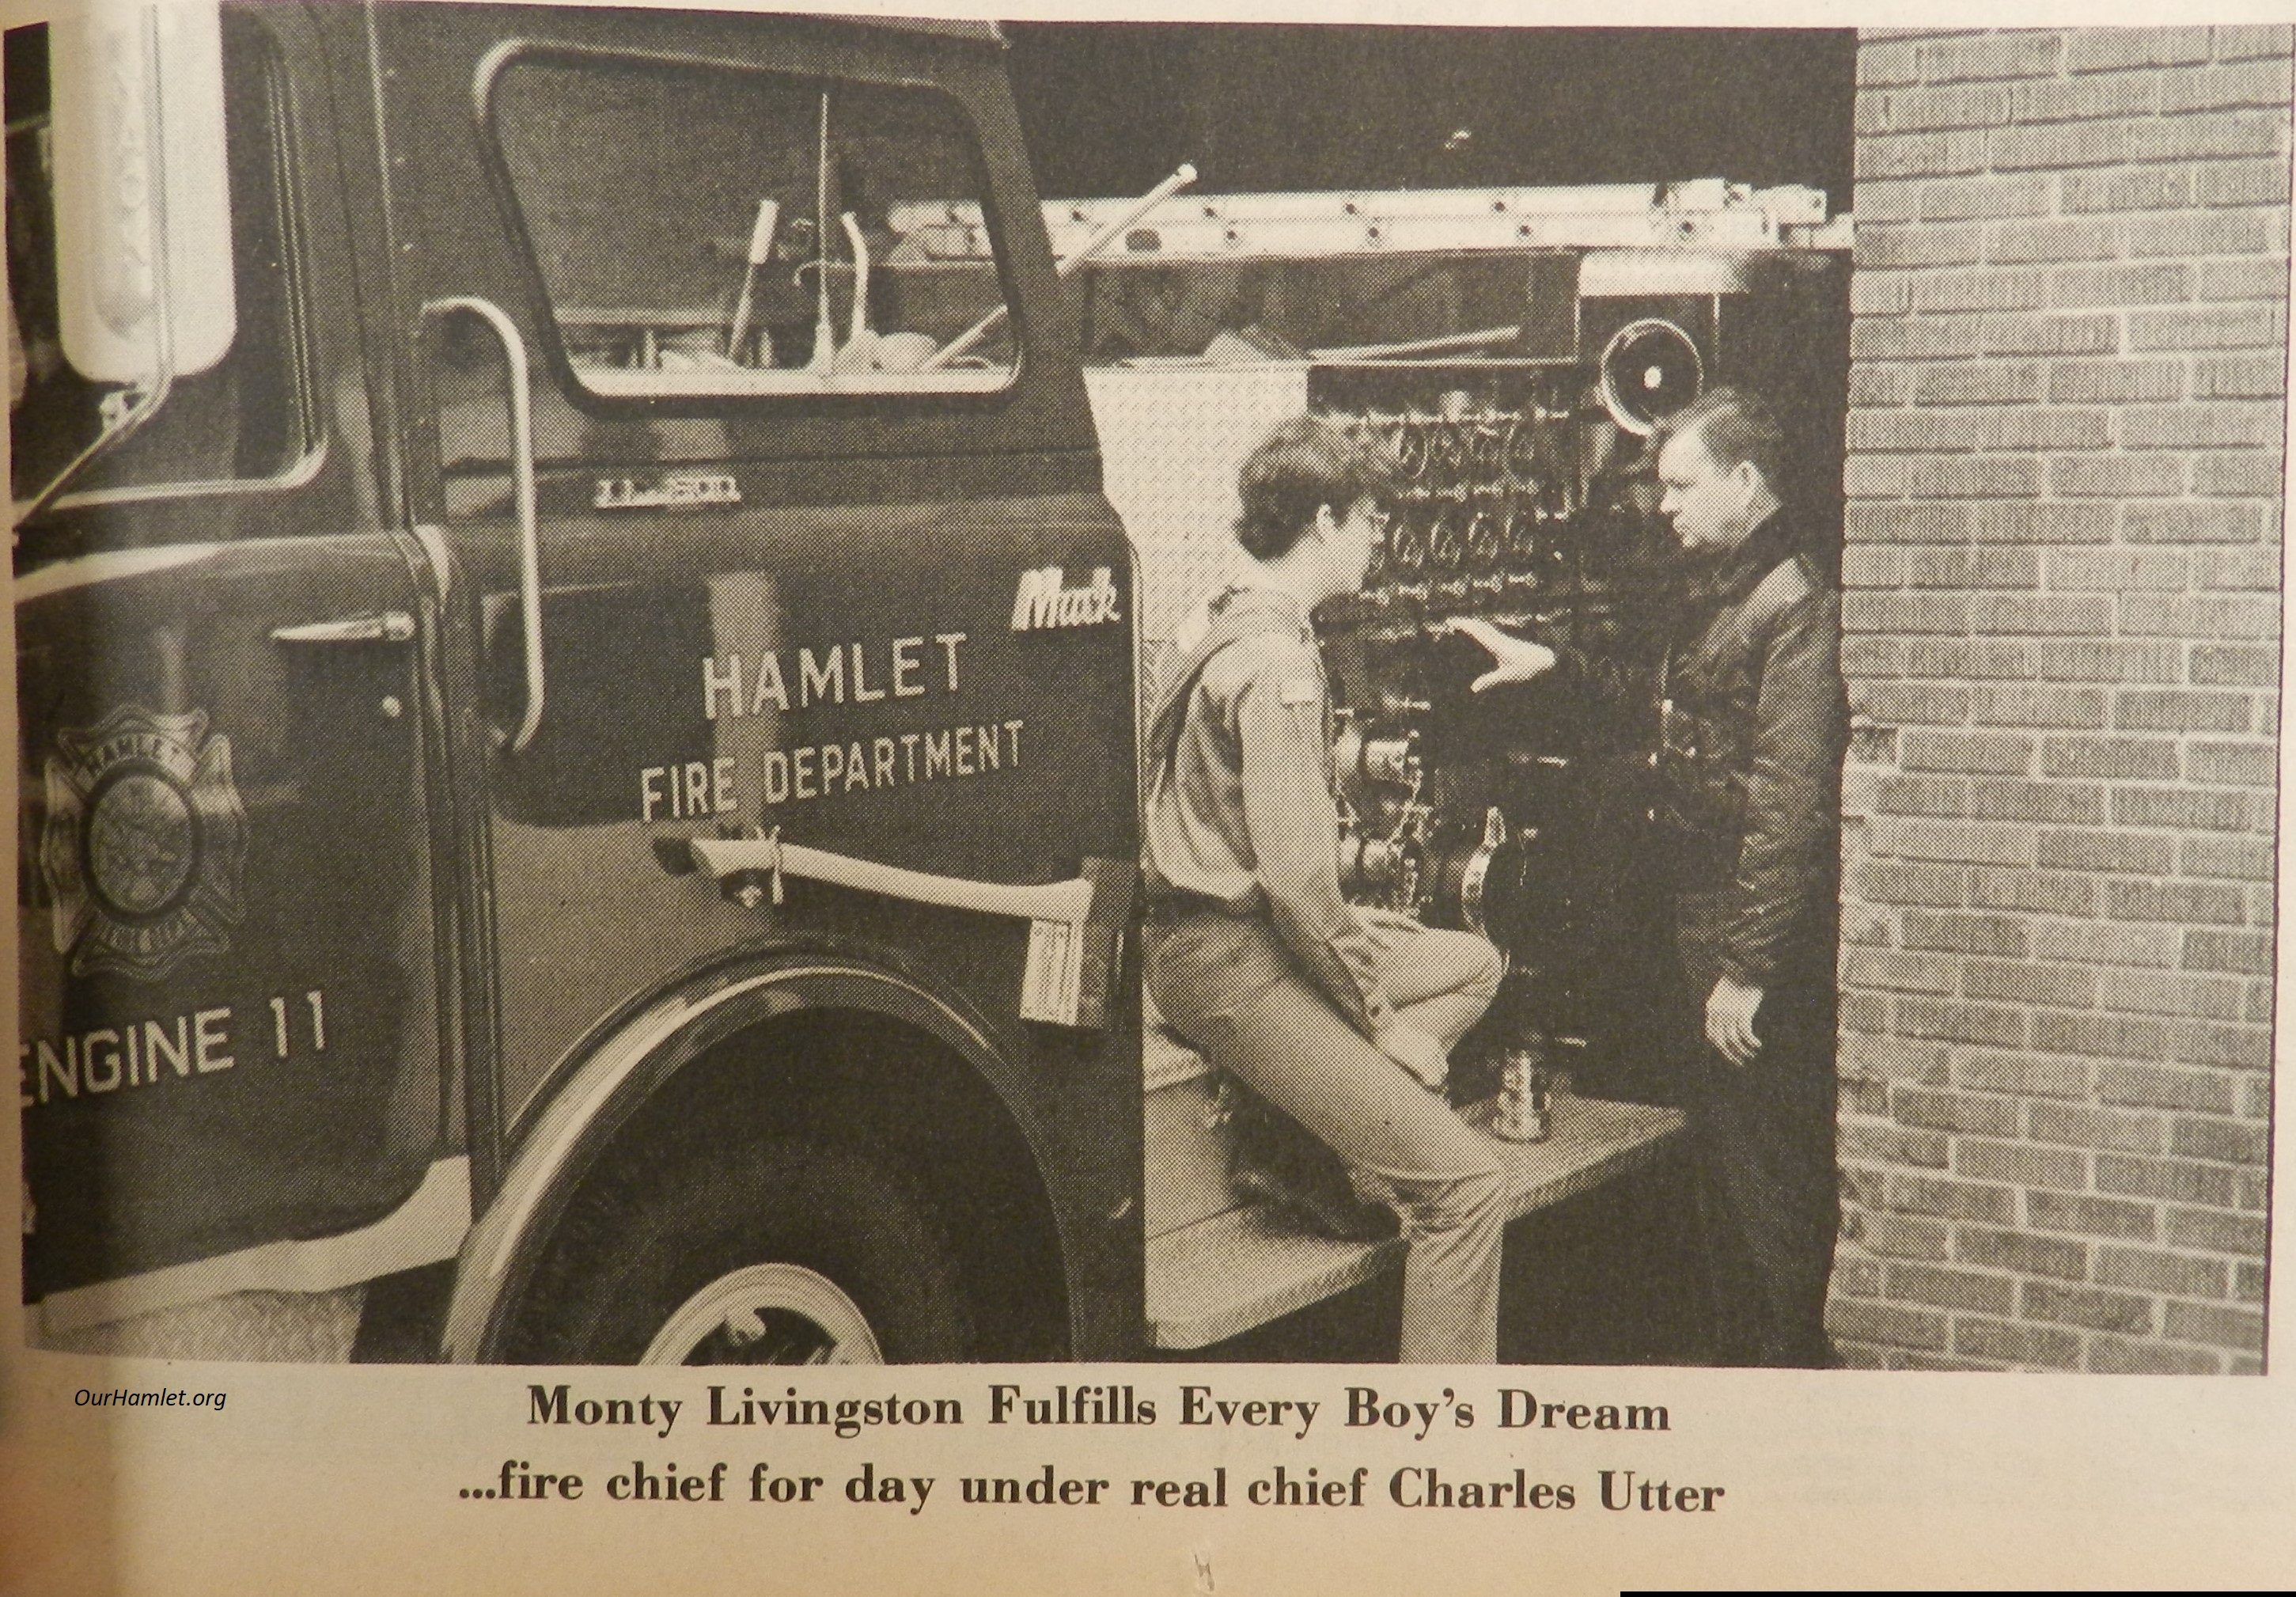 Mack
HAMLET
FIRE DEPARTMENT
HAMLET
ENGINE 11
OurHamlet.org
Monty Livingston Fulfills Every Boy's Dream
...fire chief for day under real chief Charles Utter